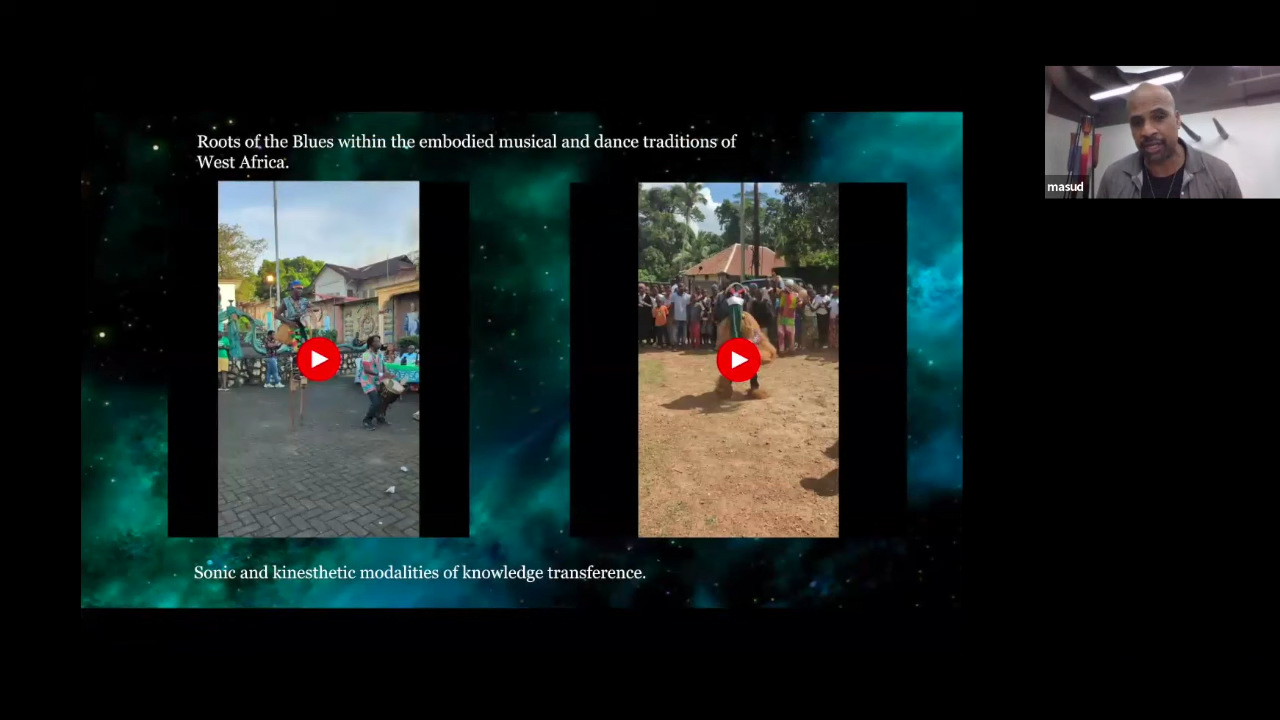 Roots of the Blues within the embodied musical and dance traditions of
West Africa.
masud
Sonic and kinesthetic modalities of knowledge transference.